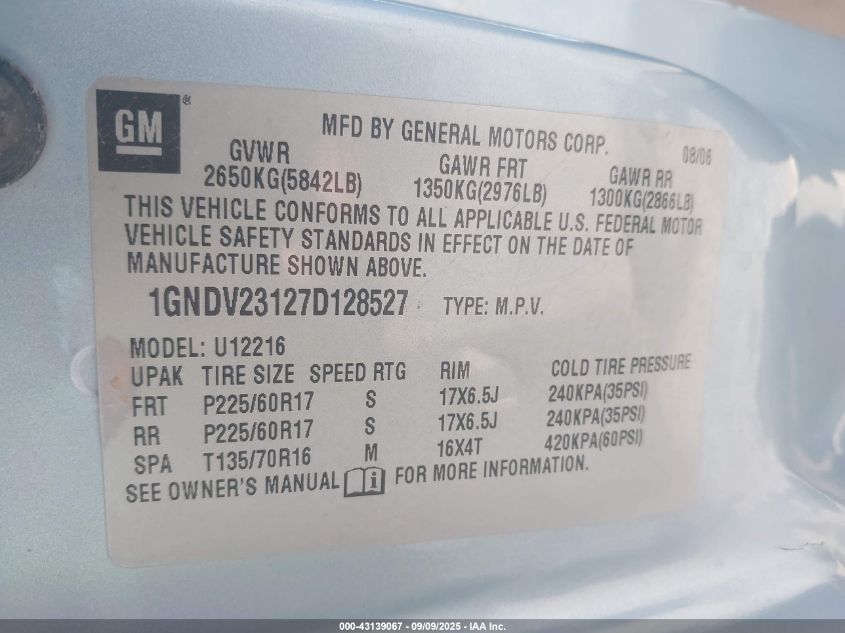 GM ®
MFD BY GENERAL MOTORS CORP. 08/06
GVWR GAWR FRT GAWR RR
2650KG(5842LB) 1350KG(2976LB) 1300KG(2866LB)
THIS VEHICLE CONFORMS TO ALL APPLICABLE U.S. FEDERAL MOTOR
VEHICLE SAFETY STANDARDS IN EFFECT ON THE DATE OF
MANUFACTURE SHOWN ABOVE.
1GNDV23127D128527 TYPE: M.P.V.
MODEL: U12216
UPAK TIRE SIZE SPEED RTG RIM COLD TIRE PRESSURE
FRT P225/60R17 S 17X6.5J 240KPA(35PSI)
RR P225/60R17 S 17X6.5J 240KPA(35PSI)
SPA T135/70R16 M 16X4T 420KPA(60PSI)
SEE OWNER'S MANUAL i FOR MORE INFORMATION.
000-43139067 - 09/09/2025 - IAA Inc.